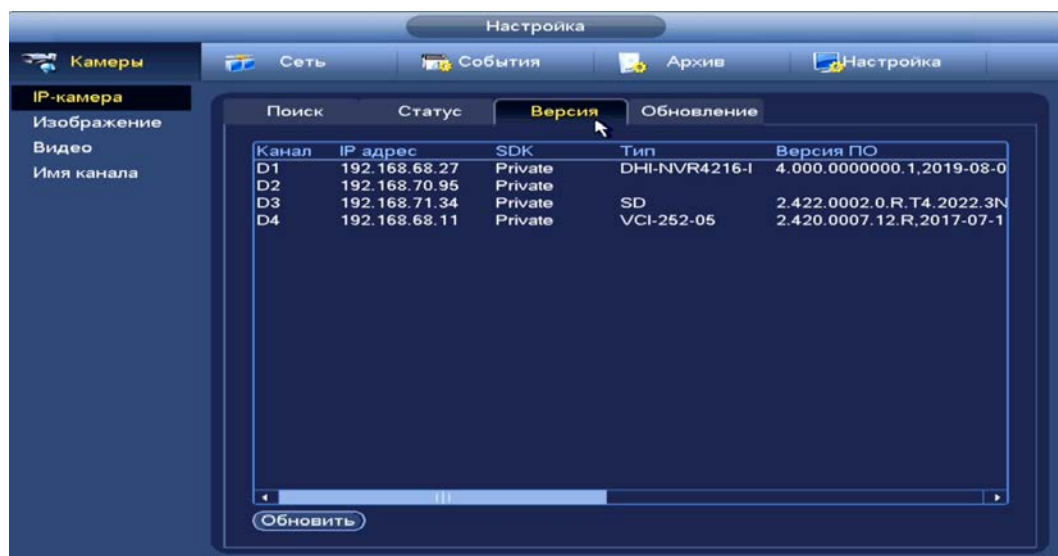 Настройка
Камеры Сеть События Архив Настройка
IP-камера
Изображение
Видео
Имя канала
Поиск Статус Версия Обновление
Канал IP адрес SDK Тип Версия ПО
D1 192.168.68.27 Private DHI-NVR4216-I 4.000.0000000.1,2019-08-0
D2 192.168.70.95 Private
D3 192.168.71.34 Private SD 2.422.0002.0.R.T4.2022.3N
D4 192.168.68.11 Private VCI-252-05 2.420.0007.12.R,2017-07-1
Обновить